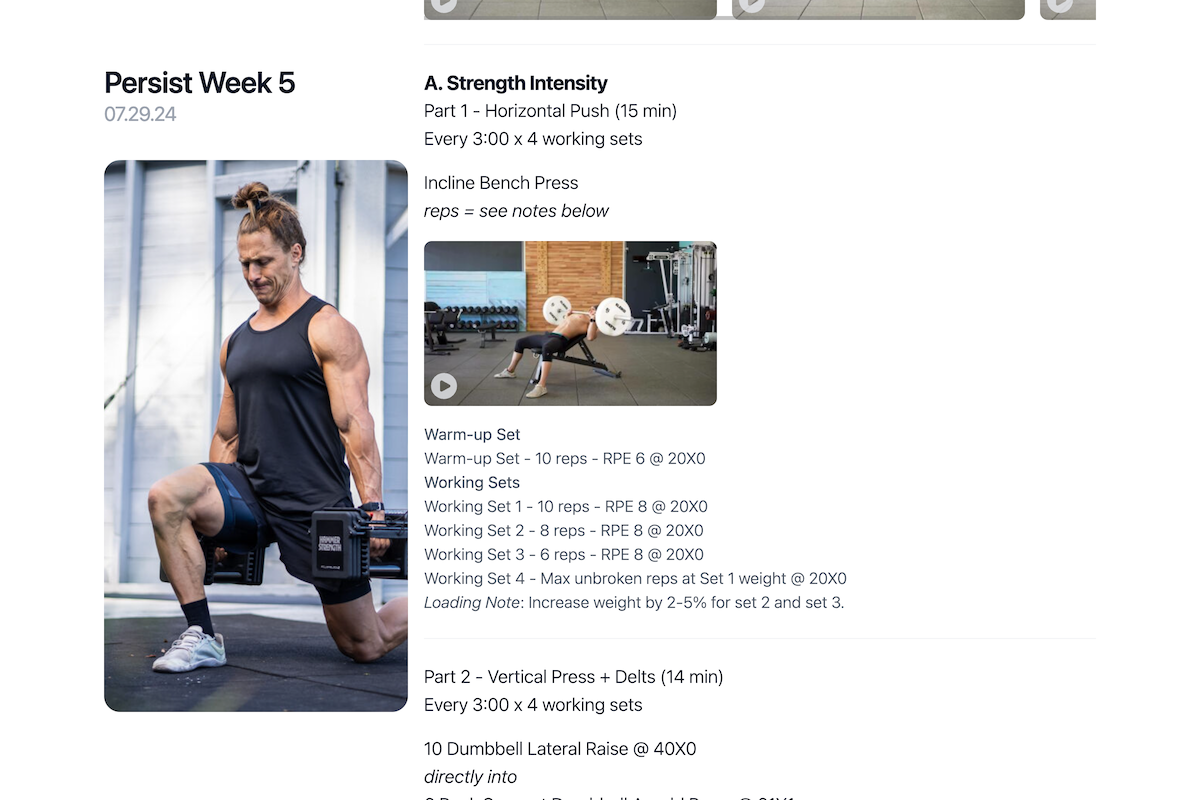 Persist Week 5
07.29.24
HAMMER
STRENGTH
A. Strength Intensity
Part 1 - Horizontal Push (15 min)
Every 3:00 x 4 working sets
Incline Bench Press
reps = see notes below
Warm-up Set
Warm-up Set - 10 reps - RPE 6 @ 20X0
Working Sets
Working Set 1 - 10 reps - RPE 8 @ 20X0
Working Set 2 - 8 reps - RPE 8 @ 20X0
Working Set 3 - 6 reps - RPE 8 @ 20X0
Working Set 4 - Max unbroken reps at Set 1 weight @ 20X0
Loading Note: Increase weight by 2-5% for set 2 and set 3.
Part 2 - Vertical Press + Delts (14 min)
Every 3:00 x 4 working sets
10 Dumbbell Lateral Raise @ 40X0
directly into